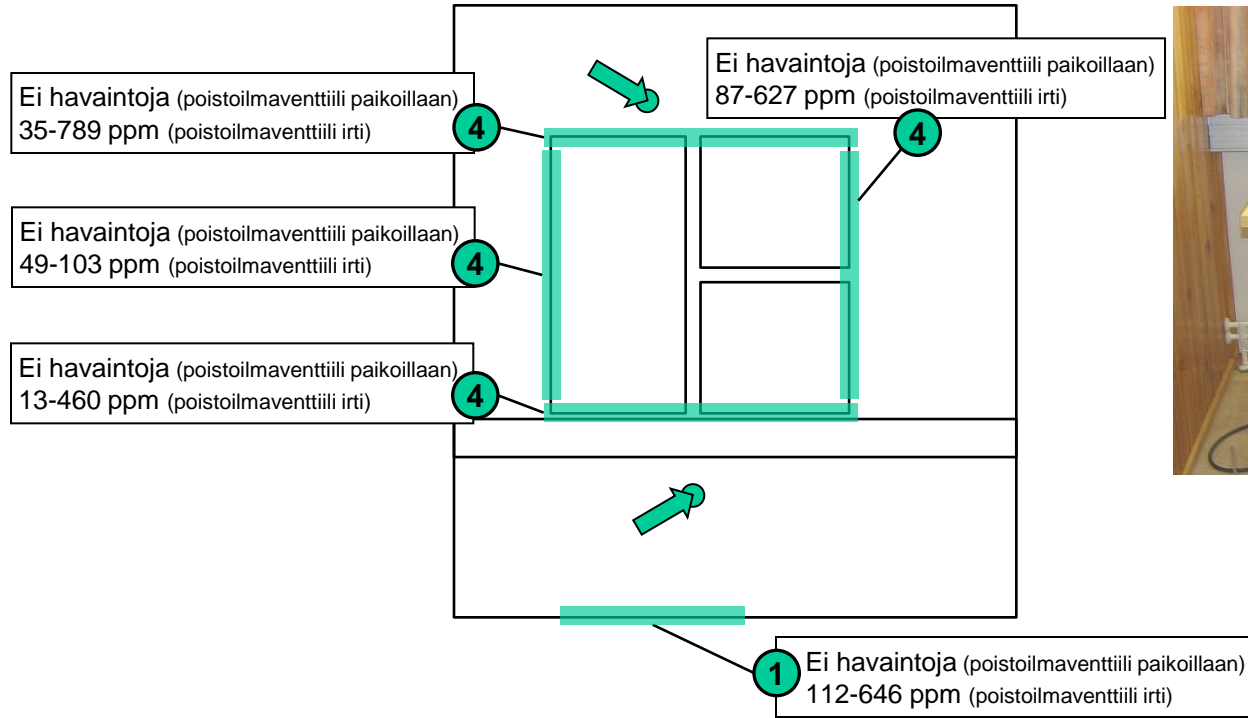 Ei havaintoja (poistoilmaventtiili paikoillaan)
35-789 ppm (poistoilmaventtiili irti)
4
Ei havaintoja (poistoilmaventtiili paikoillaan)
87-627 ppm (poistoilmaventtiili irti)
4
Ei havaintoja (poistoilmaventtiili paikoillaan)
49-103 ppm (poistoilmaventtiili irti)
4
Ei havaintoja (poistoilmaventtiili paikoillaan)
13-460 ppm (poistoilmaventtiili irti)
4
1
Ei havaintoja (poistoilmaventtiili paikoillaan)
112-646 ppm (poistoilmaventtiili irti)